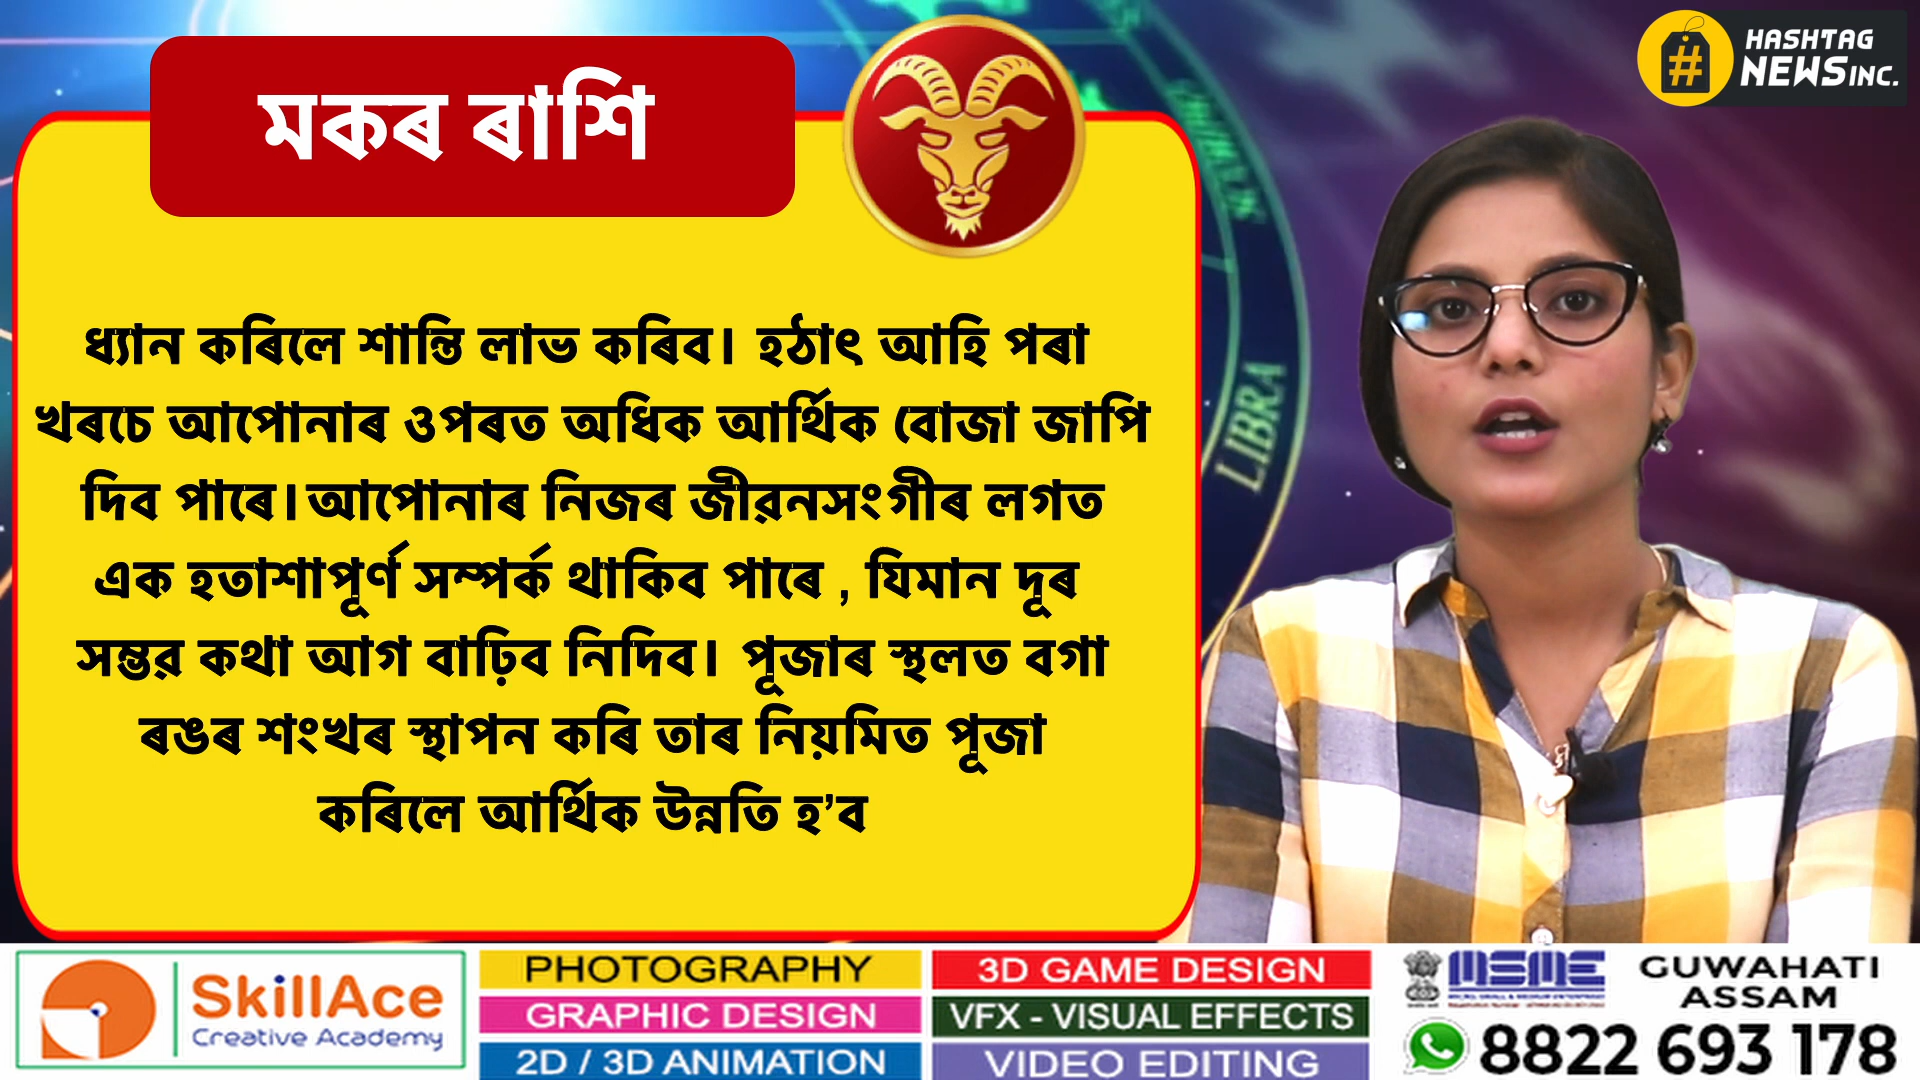 HASHTAG
NEWS INC.
মকৰ ৰাশি
ধ্যান কৰিলে শান্তি লাভ কৰিব। হঠাৎ আহি পৰা
খৰচে আপোনাৰ ওপৰত অধিক আৰ্থিক বোজা জাপি
দিব পাৰে।আপোনাৰ নিজৰ জীৱনসংগীৰ লগত
এক হতাশাপূৰ্ণ সম্পৰ্ক থাকিব পাৰে , যিমান দূৰ
সম্ভৱ কথা আগ বাঢ়িব নিদিব। পূজাৰ স্থলত বগা
ৰঙৰ শংখৰ স্থাপন কৰি তাৰ নিয়মিত পূজা
কৰিলে আৰ্থিক উন্নতি হ’ব
LIBRA
SkillAce
Creative Academy
PHOTOGRAPHY
GRAPHIC DESIGN
2D / 3D ANIMATION
3D GAME DESIGN
VFX - VISUAL EFFECTS
VIDEO EDITING
MSME
GUWAHATI
ASSAM
8822 693 178